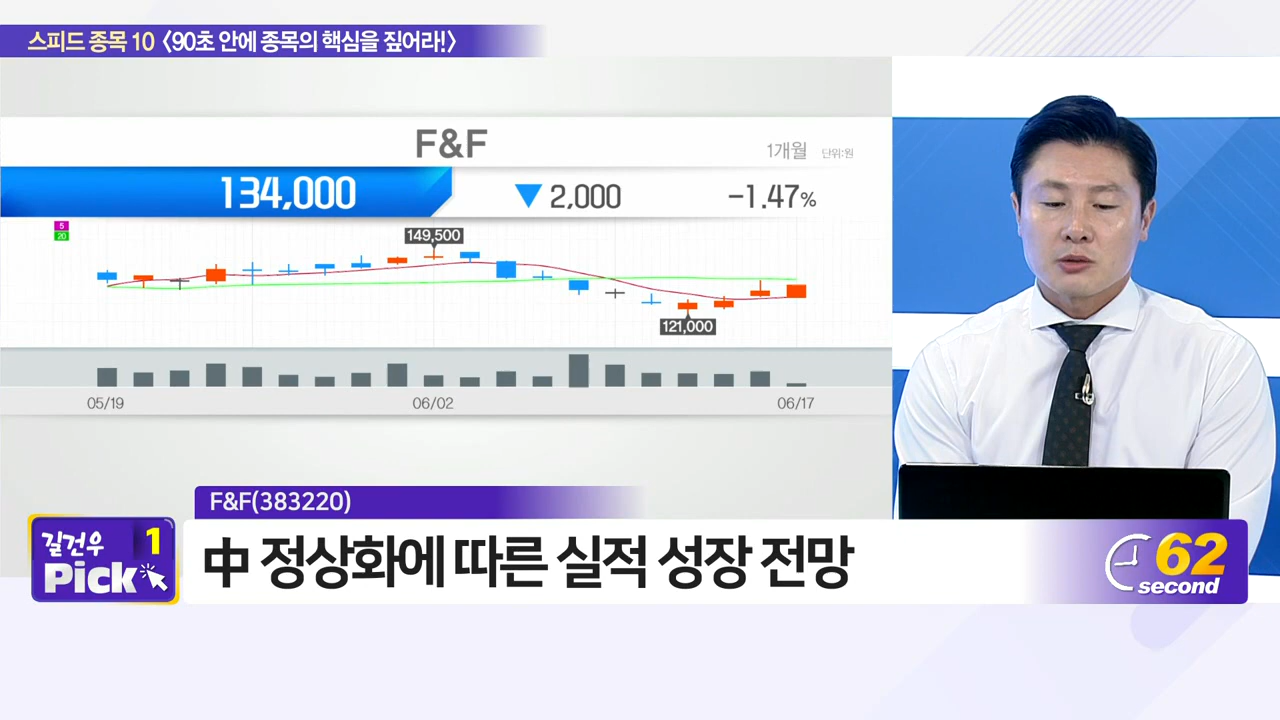 스피드 종목 10 〈90초 안에 종목의 핵심을 짚어라!〉
F&F
1개월 단위:원
134,000
▼ 2,000
-1.47%
5
20
149,500
121,000
05/19
06/02
06/17
F&F(383220)
길건우 1
Pick
中 정상화에 따른 실적 성장 전망
62
second